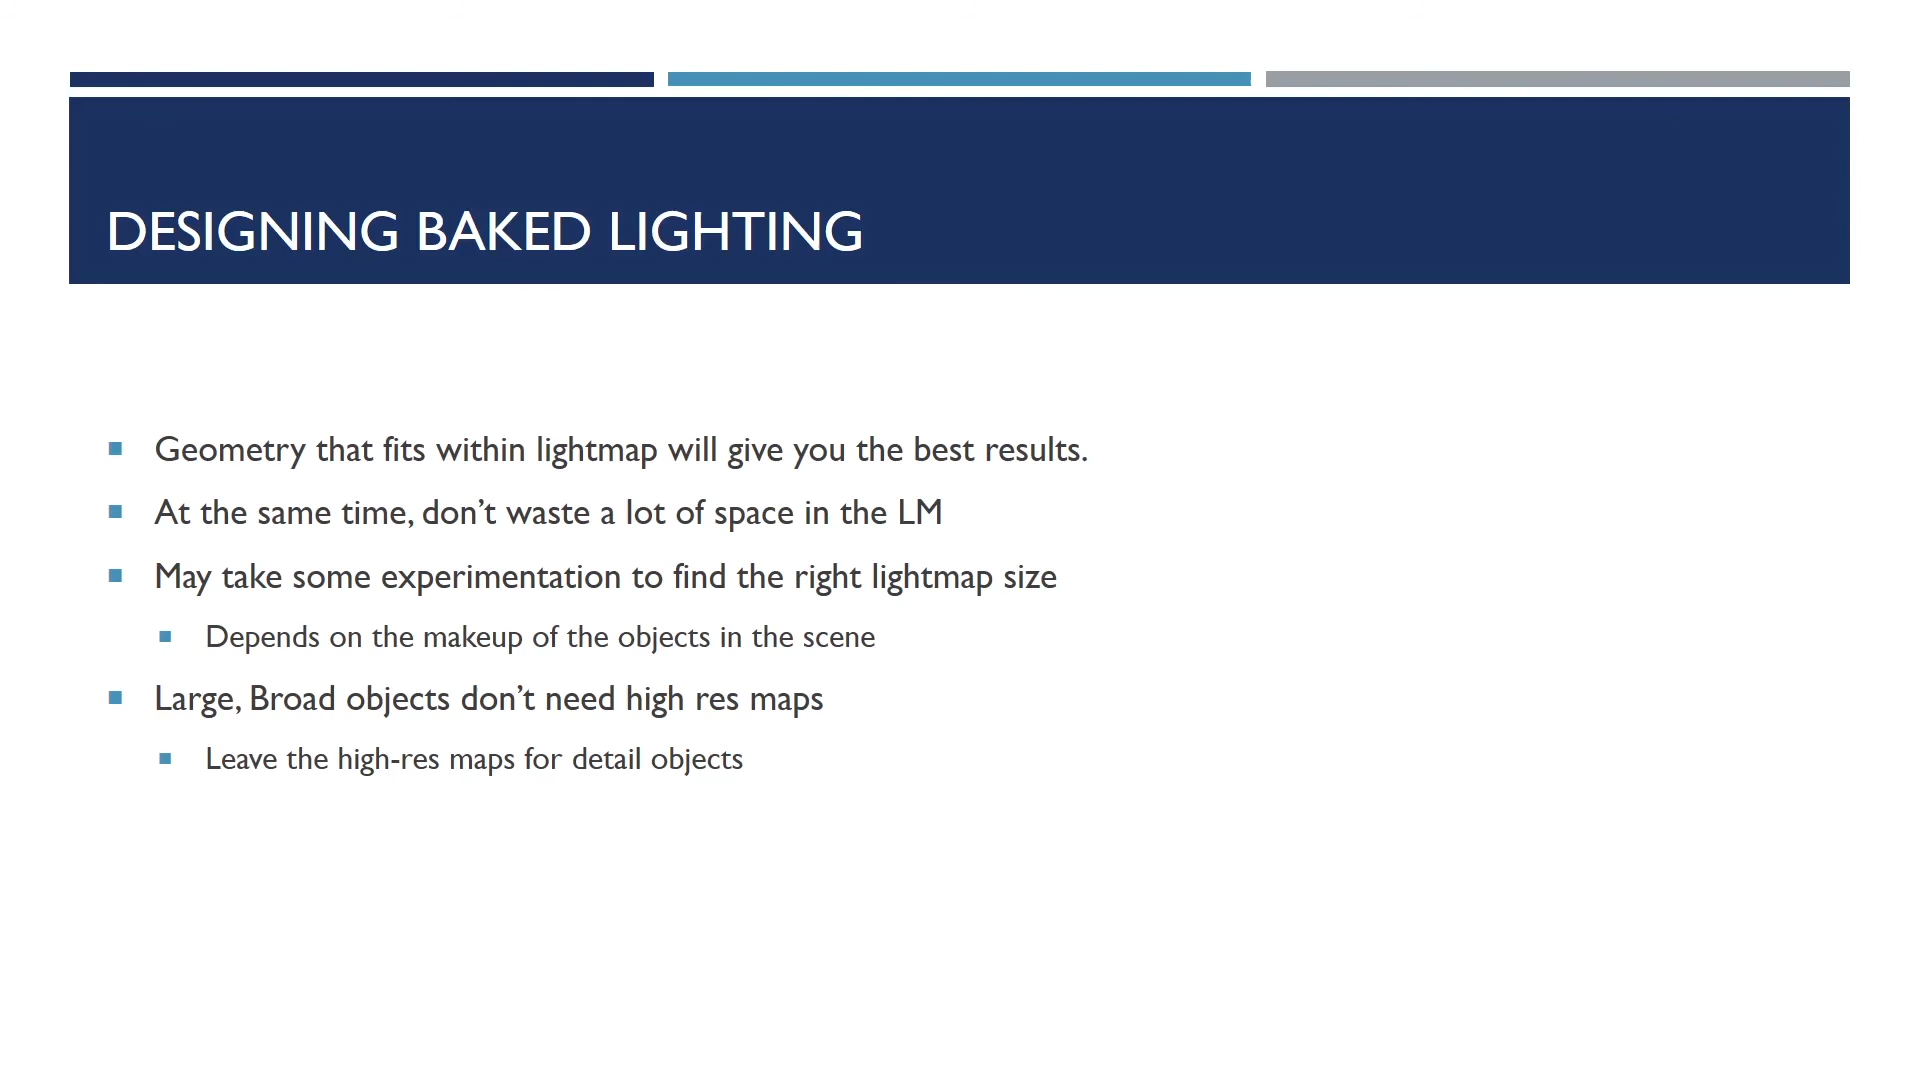 DESIGNING BAKED LIGHTING
Geometry that fits within lightmap will give you the best results.
At the same time, don’t waste a lot of space in the LM
May take some experimentation to find the right lightmap size
Depends on the makeup of the objects in the scene
Large, Broad objects don’t need high res maps
Leave the high-res maps for detail objects